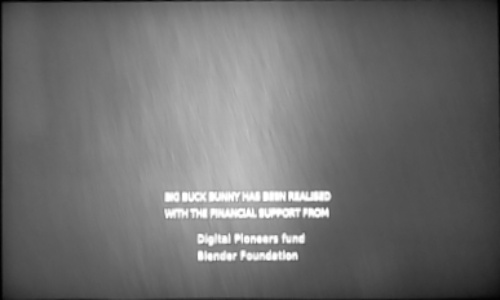 BIG BUCK BUNNY HAS BEEN REALISED
WITH THE FINANCIAL SUPPORT FROM
Digital Pioneers fund
Blender Foundation